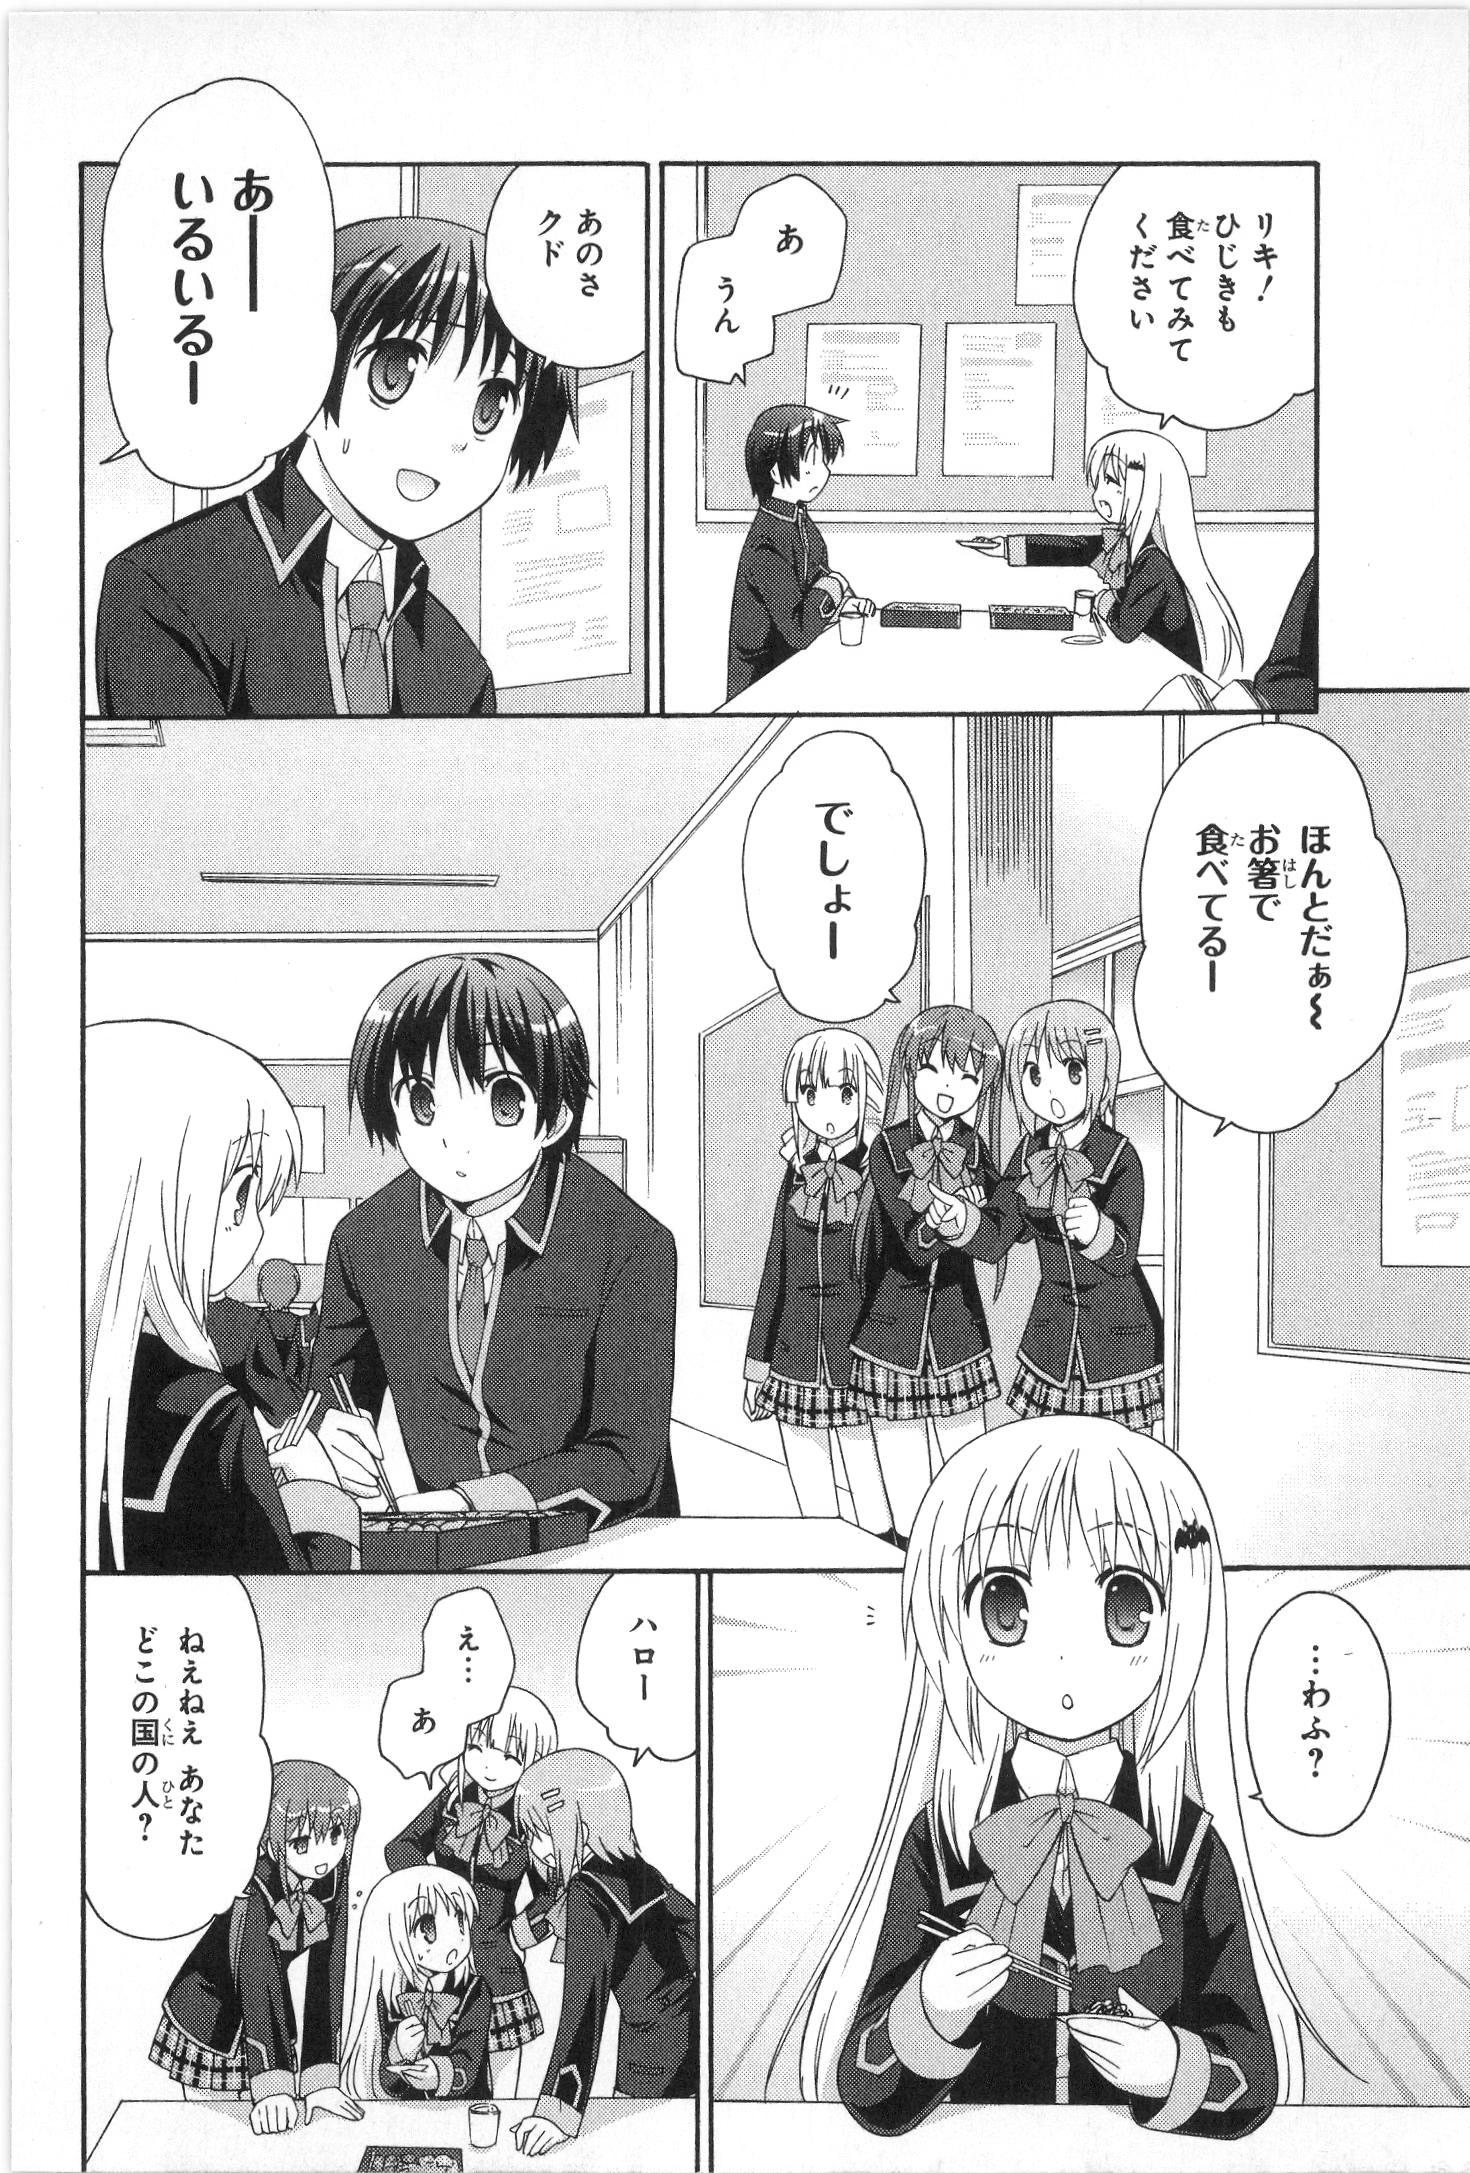 リキ!
ひじきも
食べてみて
ください
あ
うん
あのさ
クド
あー
いるいるー
ほんとだぁ〜
お箸で
食べてるー
でしょー
…わふ?
ハロー
え…
あ
ねえねえ あなた
どこの国の人?